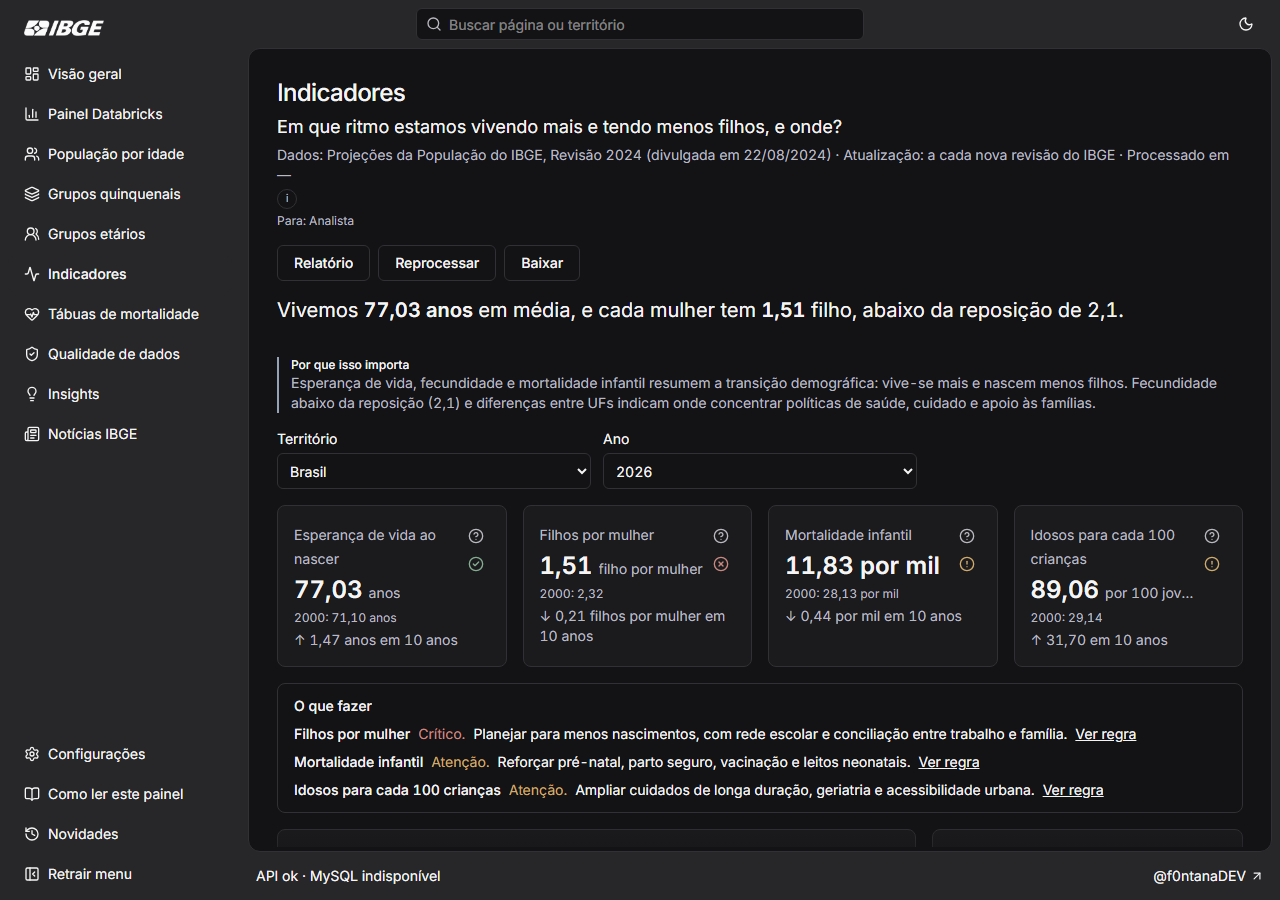 IBGE
Buscar página ou território
Visão geral
Painel Databricks
População por idade
Grupos quinquenais
Grupos etários
Indicadores
Tábuas de mortalidade
Qualidade de dados
Insights
Notícias IBGE
Configurações
Como ler este painel
Novidades
Retrair menu
Indicadores
Em que ritmo estamos vivendo mais e tendo menos filhos, e onde?
Dados: Projeções da População do IBGE, Revisão 2024 (divulgada em 22/08/2024) · Atualização: a cada nova revisão do IBGE · Processado em
—
i
Para: Analista
Relatório Reprocessar Baixar
Vivemos 77,03 anos em média, e cada mulher tem 1,51 filho, abaixo da reposição de 2,1.
Por que isso importa
Esperança de vida, fecundidade e mortalidade infantil resumem a transição demográfica: vive-se mais e nascem menos filhos. Fecundidade
abaixo da reposição (2,1) e diferenças entre UFs indicam onde concentrar políticas de saúde, cuidado e apoio às famílias.
Território
Brasil
Ano
2026
Esperança de vida ao
nascer
77,03 anos
2000: 71,10 anos
↑ 1,47 anos em 10 anos
Filhos por mulher
1,51 filho por mulher
2000: 2,32
↓ 0,21 filhos por mulher em
10 anos
Mortalidade infantil
11,83 por mil
2000: 28,13 por mil
↓ 0,44 por mil em 10 anos
Idosos para cada 100
crianças
89,06 por 100 jov...
2000: 29,14
↑ 31,70 em 10 anos
O que fazer
Filhos por mulher Crítico. Planejar para menos nascimentos, com rede escolar e conciliação entre trabalho e família. Ver regra
Mortalidade infantil Atenção. Reforçar pré-natal, parto seguro, vacinação e leitos neonatais. Ver regra
Idosos para cada 100 crianças Atenção. Ampliar cuidados de longa duração, geriatria e acessibilidade urbana. Ver regra
API ok · MySQL indisponível
@f0ntanaDEV ↗